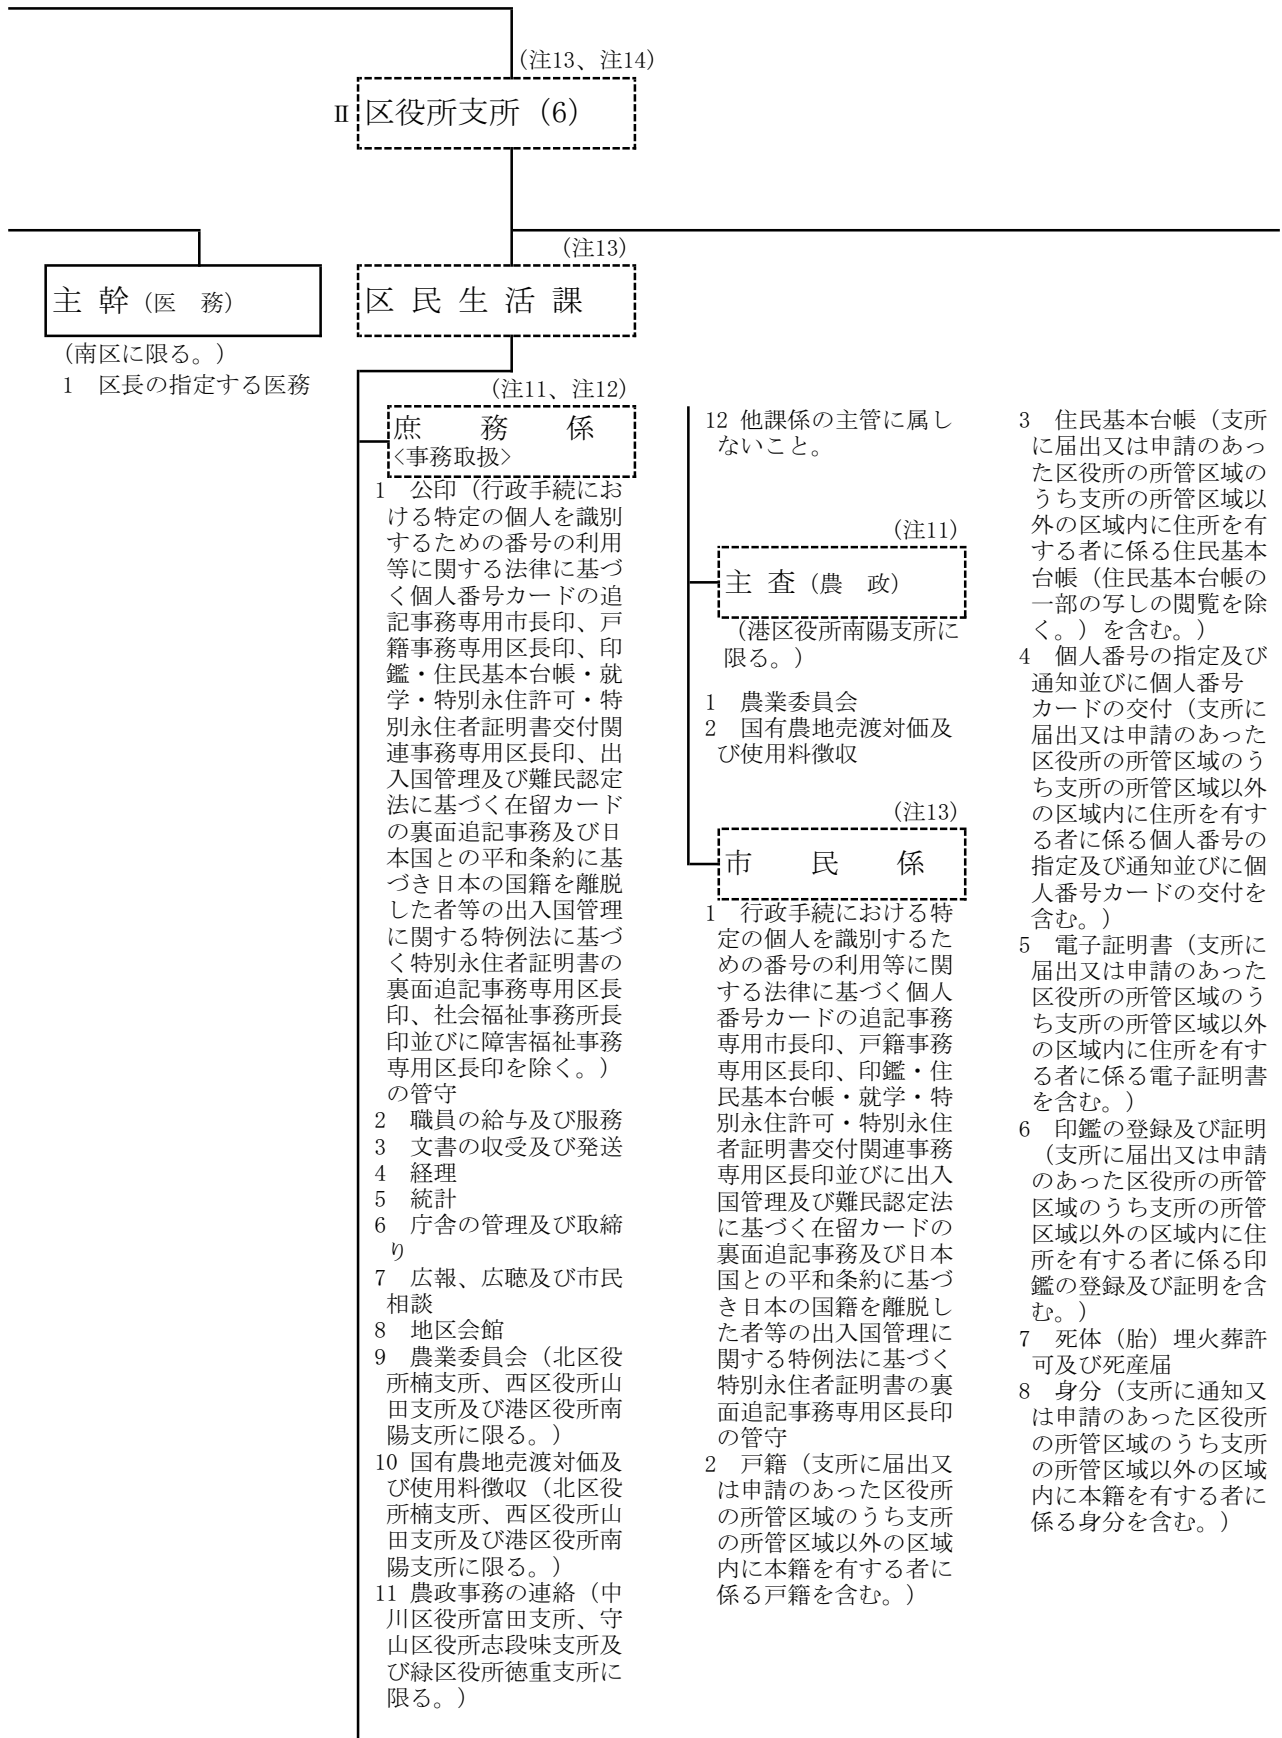 （注13、注14）
Ⅱ 区役所支所（6）
（注13）
主 幹（医　務）
（南区に限る。）
1　区長の指定する医務
区 民 生 活 課
（注11、注12）
庶　務　係
<事務取扱>
1　公印（行政手続にお
ける特定の個人を識別
するための番号の利用
等に関する法律に基づ
く個人番号カードの追
記事務専用市長印、戸
籍事務専用区長印、印
鑑・住民基本台帳・就
学・特別永住許可・特
別永住者証明書交付関
連事務専用区長印、出
入国管理及び難民認定
法に基づく在留カード
の裏面追記事務及び日
本国との平和条約に基
づき日本の国籍を離脱
した者等の出入国管理
に関する特例法に基づ
く特別永住者証明書の
裏面追記事務専用区長
印、社会福祉事務所長
印並びに障害福祉事務
専用区長印を除く。）
の管守
2　職員の給与及び服務
3　文書の収受及び発送
4　経理
5　統計
6　庁舎の管理及び取締
り
7　広報、広聴及び市民
相談
8　地区会館
9　農業委員会（北区役
所楠支所、西区役所山
田支所及び港区役所南
陽支所に限る。）
10 国有農地売渡対価及
び使用料徴収（北区役
所楠支所、西区役所山
田支所及び港区役所南
陽支所に限る。）
11 農政事務の連絡（中
川区役所富田支所、守
山区役所志段味支所及
び緑区役所徳重支所に
限る。）
12 他課係の主管に属し
ないこと。
（注11）
主 査（農　政）
（港区役所南陽支所に
限る。）
1　農業委員会
2　国有農地売渡対価及
び使用料徴収
（注13）
市　民　係
1　行政手続における特
定の個人を識別するた
めの番号の利用等に関
する法律に基づく個人
番号カードの追記事務
専用市長印、戸籍事務
専用区長印、印鑑・住
民基本台帳・就学・特
別永住許可・特別永住
者証明書交付関連事務
専用区長印並びに出入
国管理及び難民認定法
に基づく在留カードの
裏面追記事務及び日本
国との平和条約に基づ
き日本の国籍を離脱し
た者等の出入国管理に
関する特例法に基づく
特別永住者証明書の裏
面追記事務専用区長印
の管守
2　戸籍（支所に届出又
は申請のあった区役所
の所管区域のうち支所
の所管区域以外の区域
内に本籍を有する者に
係る戸籍を含む。）
3　住民基本台帳（支所
に届出又は申請のあっ
た区役所の所管区域の
うち支所の所管区域以
外の区域内に住所を有
する者に係る住民基本
台帳（住民基本台帳の
一部の写しの閲覧を除
く。）を含む。）
4　個人番号の指定及び
通知並びに個人番号
カードの交付（支所に
届出又は申請のあった
区役所の所管区域のう
ち支所の所管区域以外
の区域内に住所を有す
る者に係る個人番号の
指定及び通知並びに個
人番号カードの交付を
含む。）
5　電子証明書（支所に
届出又は申請のあった
区役所の所管区域のう
ち支所の所管区域以外
の区域内に住所を有す
る者に係る電子証明書
を含む。）
6　印鑑の登録及び証明
（支所に届出又は申請
のあった区役所の所管
区域のうち支所の所管
区域以外の区域内に住
所を有する者に係る印
鑑の登録及び証明を含
む。）
7　死体（胎）埋火葬許
可及び死産届
8　身分（支所に通知又
は申請のあった区役所
の所管区域のうち支所
の所管区域以外の区域
内に本籍を有する者に
係る身分を含む。）